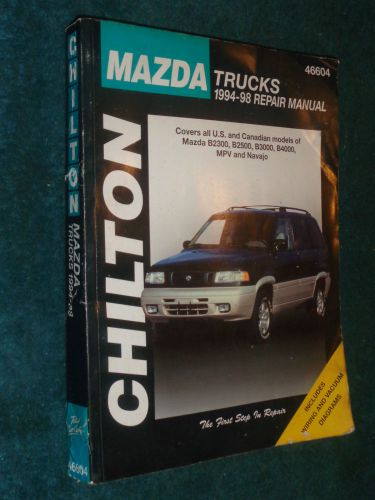 46604
MAZDA TRUCKS
1994-98 REPAIR MANUAL
Covers all U.S. and Canadian models of
Mazda B2300, B2500, B3000, B4000,
MPV and Navajo
CHILTON
The First Step In Repair
INCLUDES
WIRING AND VACUUM
DIAGRAMS
CHILTON
MAZDA
TRUCKS 1994-98
46604